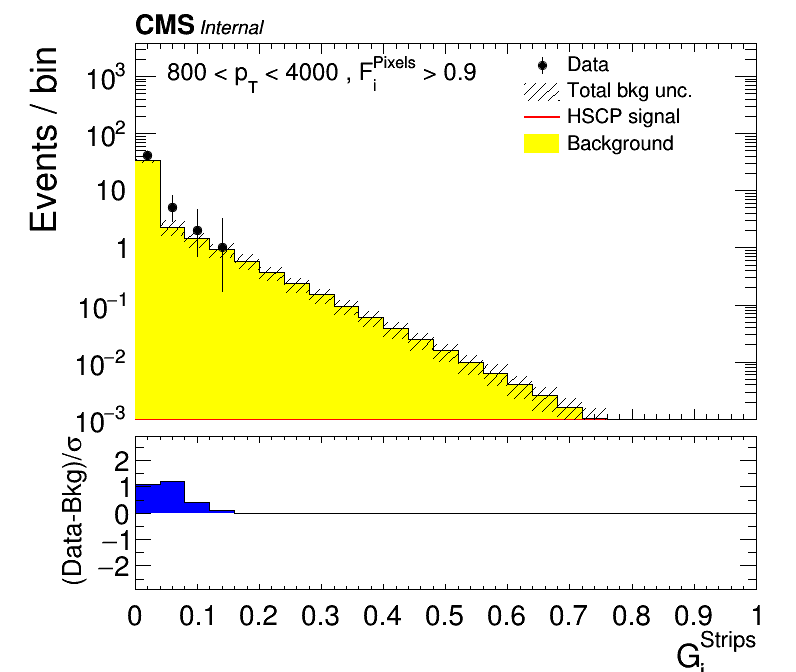 CMS Internal
800 < p_T < 4000 , F_i^Pixels > 0.9
Data
Total bkg unc.
HSCP signal
Background
Events / bin
10^3
10^2
10
1
10^−1
10^−2
10^−3
(Data-Bkg)/σ
2
1
0
−1
−2
0 0.1 0.2 0.3 0.4 0.5 0.6 0.7 0.8 0.9 1
G_i^Strips